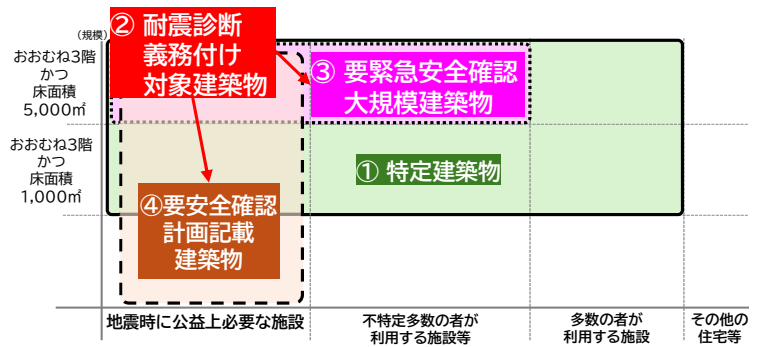 (規模)
おおむね3階
かつ
床面積
5,000㎡
おおむね3階
かつ
床面積
1,000㎡
② 耐震診断
義務付け
対象建築物
③ 要緊急安全確認
大規模建築物
① 特定建築物
④要安全確認
計画記載
建築物
地震時に公益上必要な施設
不特定多数の者が
利用する施設等
多数の者が
利用する施設
その他の
住宅等